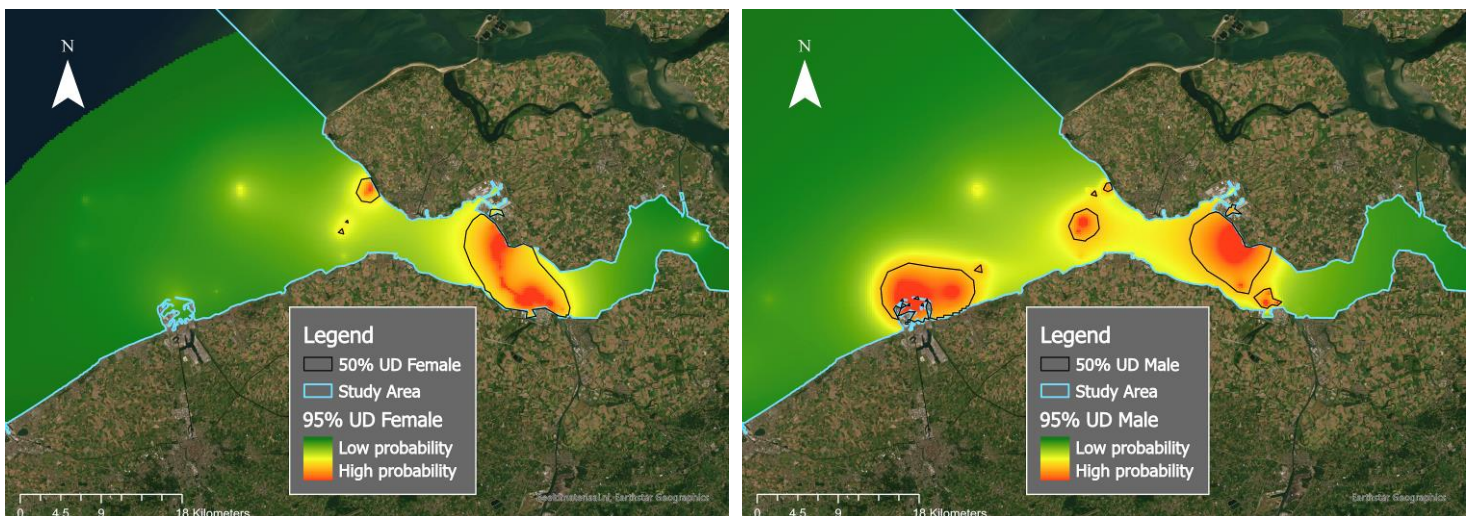 N
Legend
50% UD Female
Study Area
95% UD Female
Low probability
High probability
Earthstar Geographics
0 4.5 9 18 Kilometers
N
Legend
50% UD Male
Study Area
95% UD Male
Low probability
High probability
Earthstar Geographics
0 4.5 9 18 Kilometers